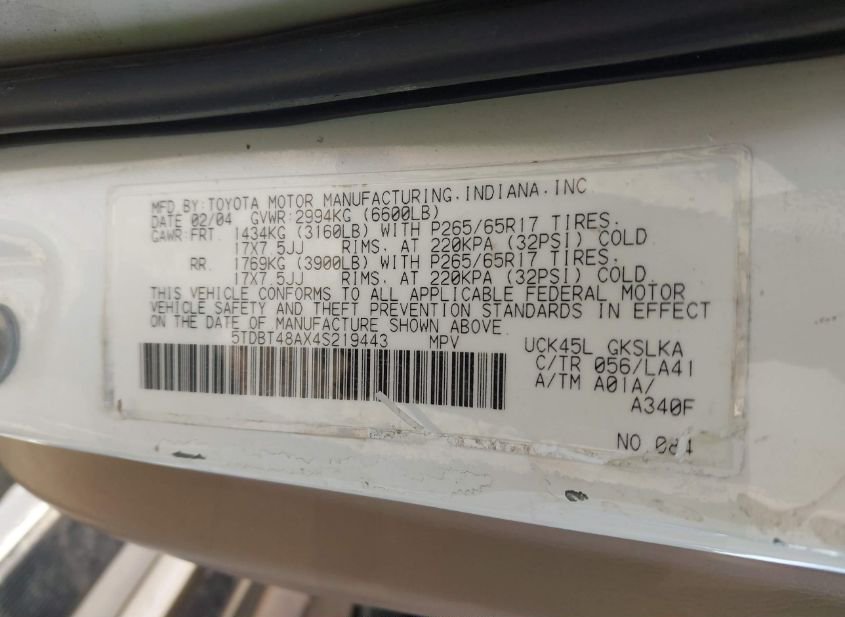 MFD.BY:TOYOTA MOTOR MANUFACTURING.INDIANA.INC
DATE 02/04 GVWR:2994KG (6600LB)
GAWR:FRT. 1434KG (3160LB) WITH P265/65R17 TIRES.
17X7.5JJ RIMS. AT 220KPA (32PSI) COLD
RR. 1769KG (3900LB) WITH P265/65R17 TIRES.
17X7.5JJ RIMS. AT 220KPA (32PSI) COLD.
THIS VEHICLE CONFORMS TO ALL APPLICABLE FEDERAL MOTOR
VEHICLE SAFETY AND THEFT PREVENTION STANDARDS IN EFFECT
ON THE DATE OF MANUFACTURE SHOWN ABOVE.
5TDBT48AX4S219443 MPV
UCK45L GKSLKA
C/TR 056/LA41
A/TM A01A/
A340F
NO.